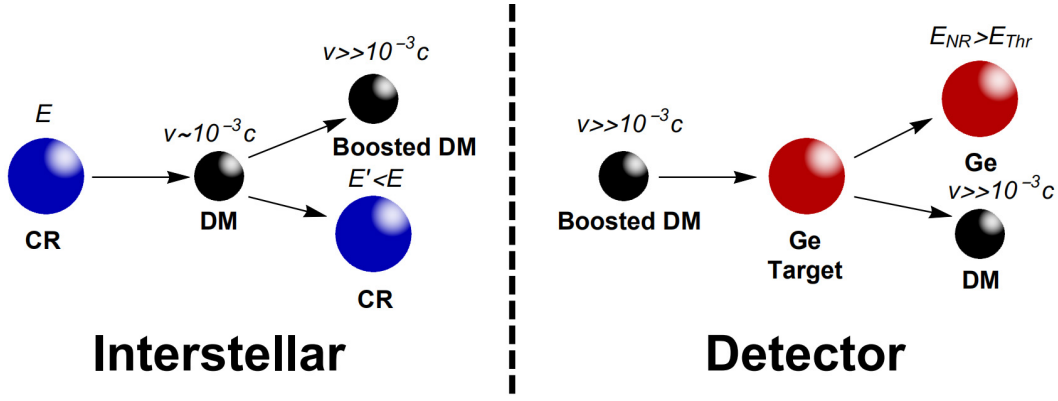 E
CR
v~10⁻³c
DM
v>>10⁻³c
Boosted DM
E'<E
CR
Interstellar
v>>10⁻³c
Boosted DM
Ge
Target
E_NR>E_Thr
Ge
v>>10⁻³c
DM
Detector